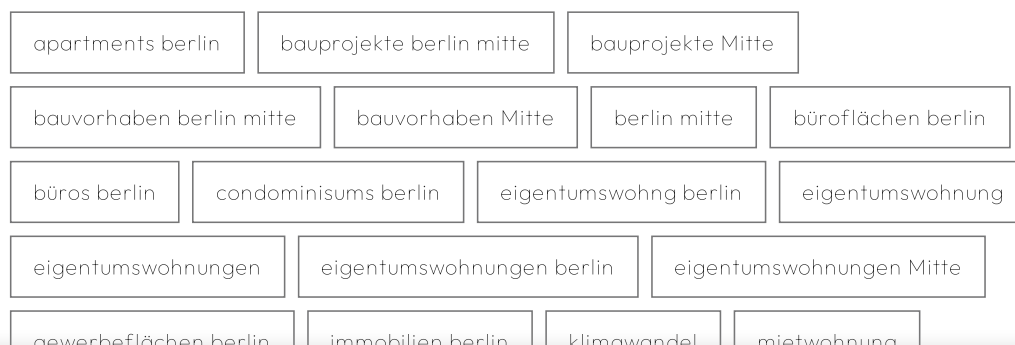 apartments berlin bauprojekte berlin mitte bauprojekte Mitte
bauvorhaben berlin mitte bauvorhaben Mitte berlin mitte büroflächen berlin
büros berlin condominisums berlin eigentumswohng berlin eigentumswohnung
eigentumswohnungen eigentumswohnungen berlin eigentumswohnungen Mitte
gewerbeflächen berlin immobilien berlin klimawandel mietwohnung